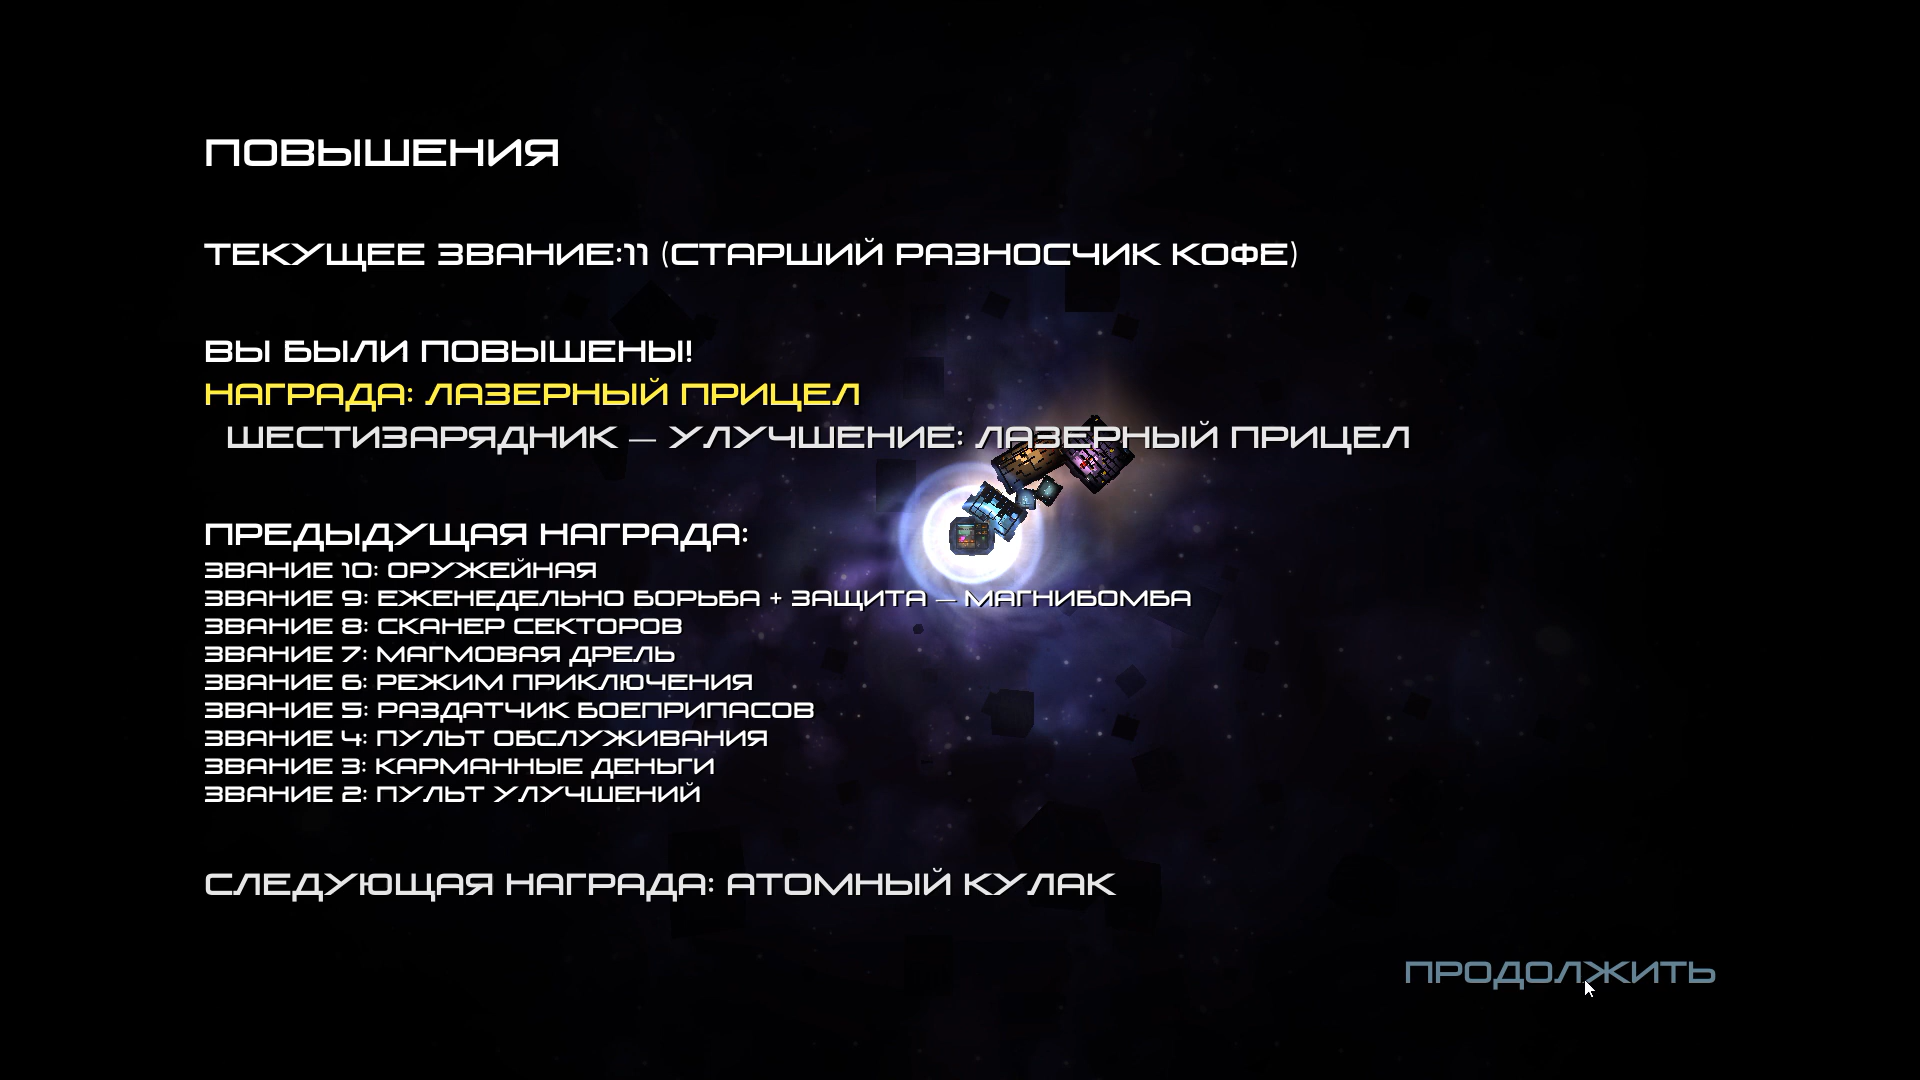 ПОВЫШЕНИЯ
ТЕКУЩЕЕ ЗВАНИЕ:11 (СТАРШИЙ РАЗНОСЧИК КОФЕ)
ВЫ БЫЛИ ПОВЫШЕНЫ!
НАГРАДА: ЛАЗЕРНЫЙ ПРИЦЕЛ
ШЕСТИЗАРЯДНИК — УЛУЧШЕНИЕ: ЛАЗЕРНЫЙ ПРИЦЕЛ
ПРЕДЫДУЩАЯ НАГРАДА:
ЗВАНИЕ 10: ОРУЖЕЙНАЯ
ЗВАНИЕ 9: ЕЖЕНЕДЕЛЬНО БОРЬБА + ЗАЩИТА — МАГНИБОМБА
ЗВАНИЕ 8: СКАНЕР СЕКТОРОВ
ЗВАНИЕ 7: МАГМОВАЯ ДРЕЛЬ
ЗВАНИЕ 6: РЕЖИМ ПРИКЛЮЧЕНИЯ
ЗВАНИЕ 5: РАЗДАТЧИК БОЕПРИПАСОВ
ЗВАНИЕ 4: ПУЛЬТ ОБСЛУЖИВАНИЯ
ЗВАНИЕ 3: КАРМАННЫЕ ДЕНЬГИ
ЗВАНИЕ 2: ПУЛЬТ УЛУЧШЕНИЙ
СЛЕДУЮЩАЯ НАГРАДА: АТОМНЫЙ КУЛАК
ПРОДОЛЖИТЬ